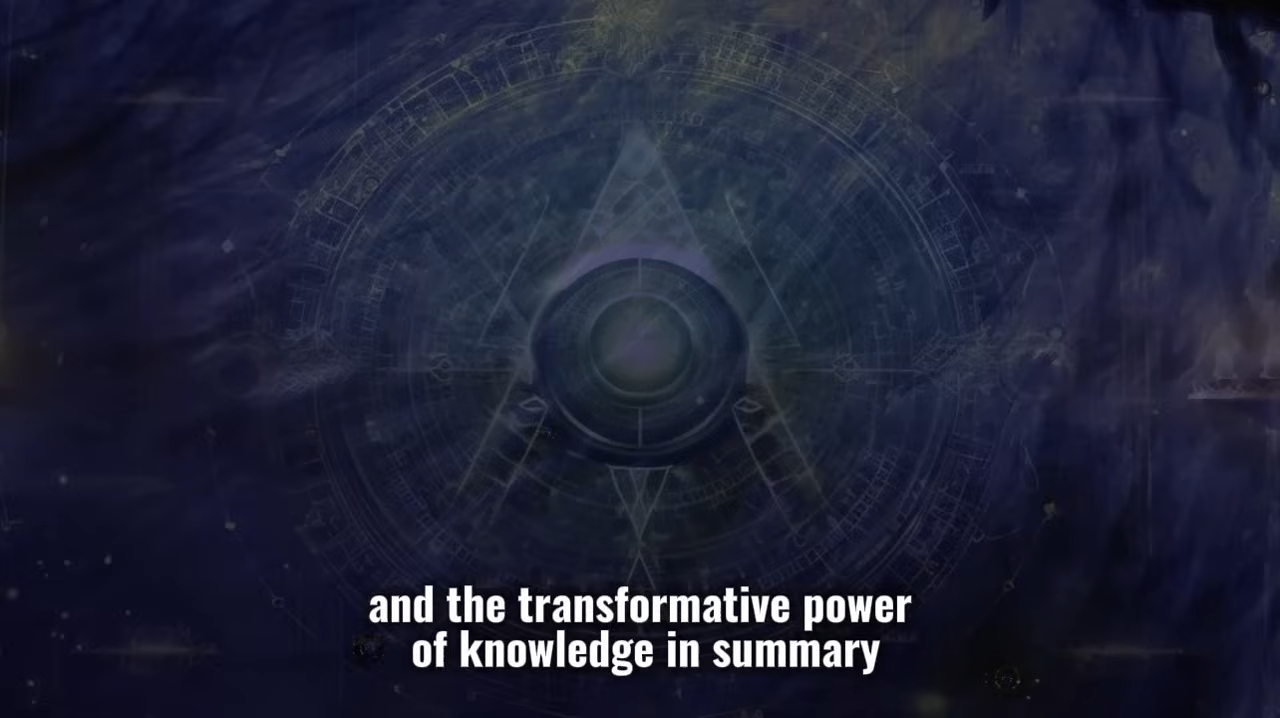 and the transformative power
of knowledge in summary